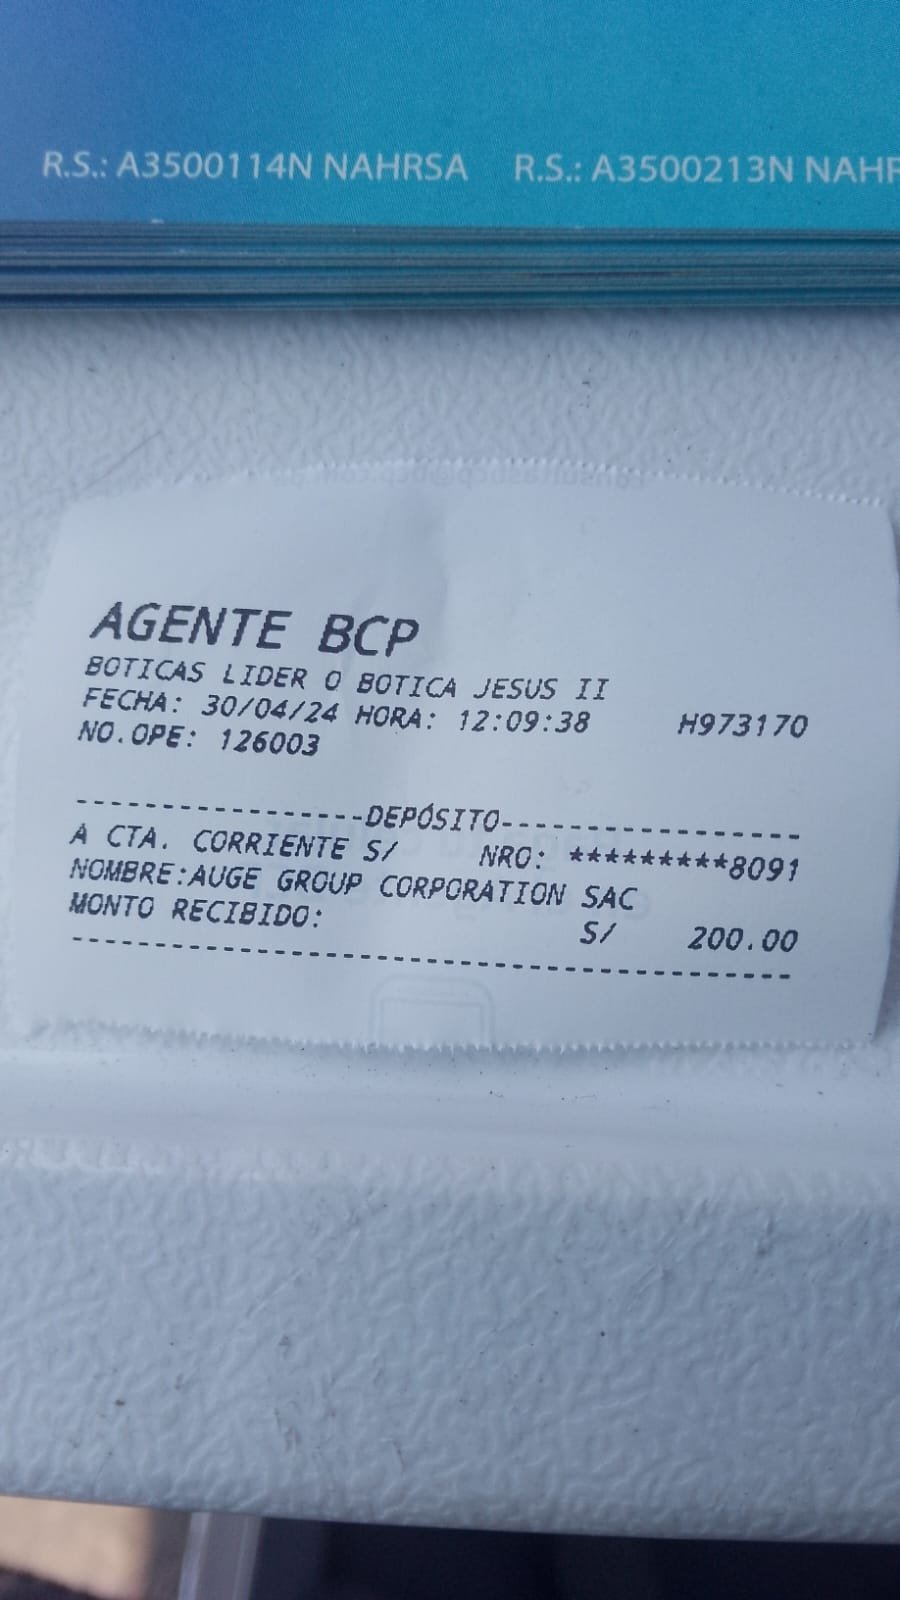 R.S.: A3500114N NAHRSA R.S.: A3500213N NAHR
AGENTE BCP
BOTICAS LIDER O BOTICA JESUS II
FECHA: 30/04/24 HORA: 12:09:38 H973170
NO.OPE: 126003
-----------------DEPÓSITO------------------
A CTA. CORRIENTE S/ NRO: *********8091
NOMBRE:AUGE GROUP CORPORATION SAC
MONTO RECIBIDO: S/ 200.00
-------------------------------------------